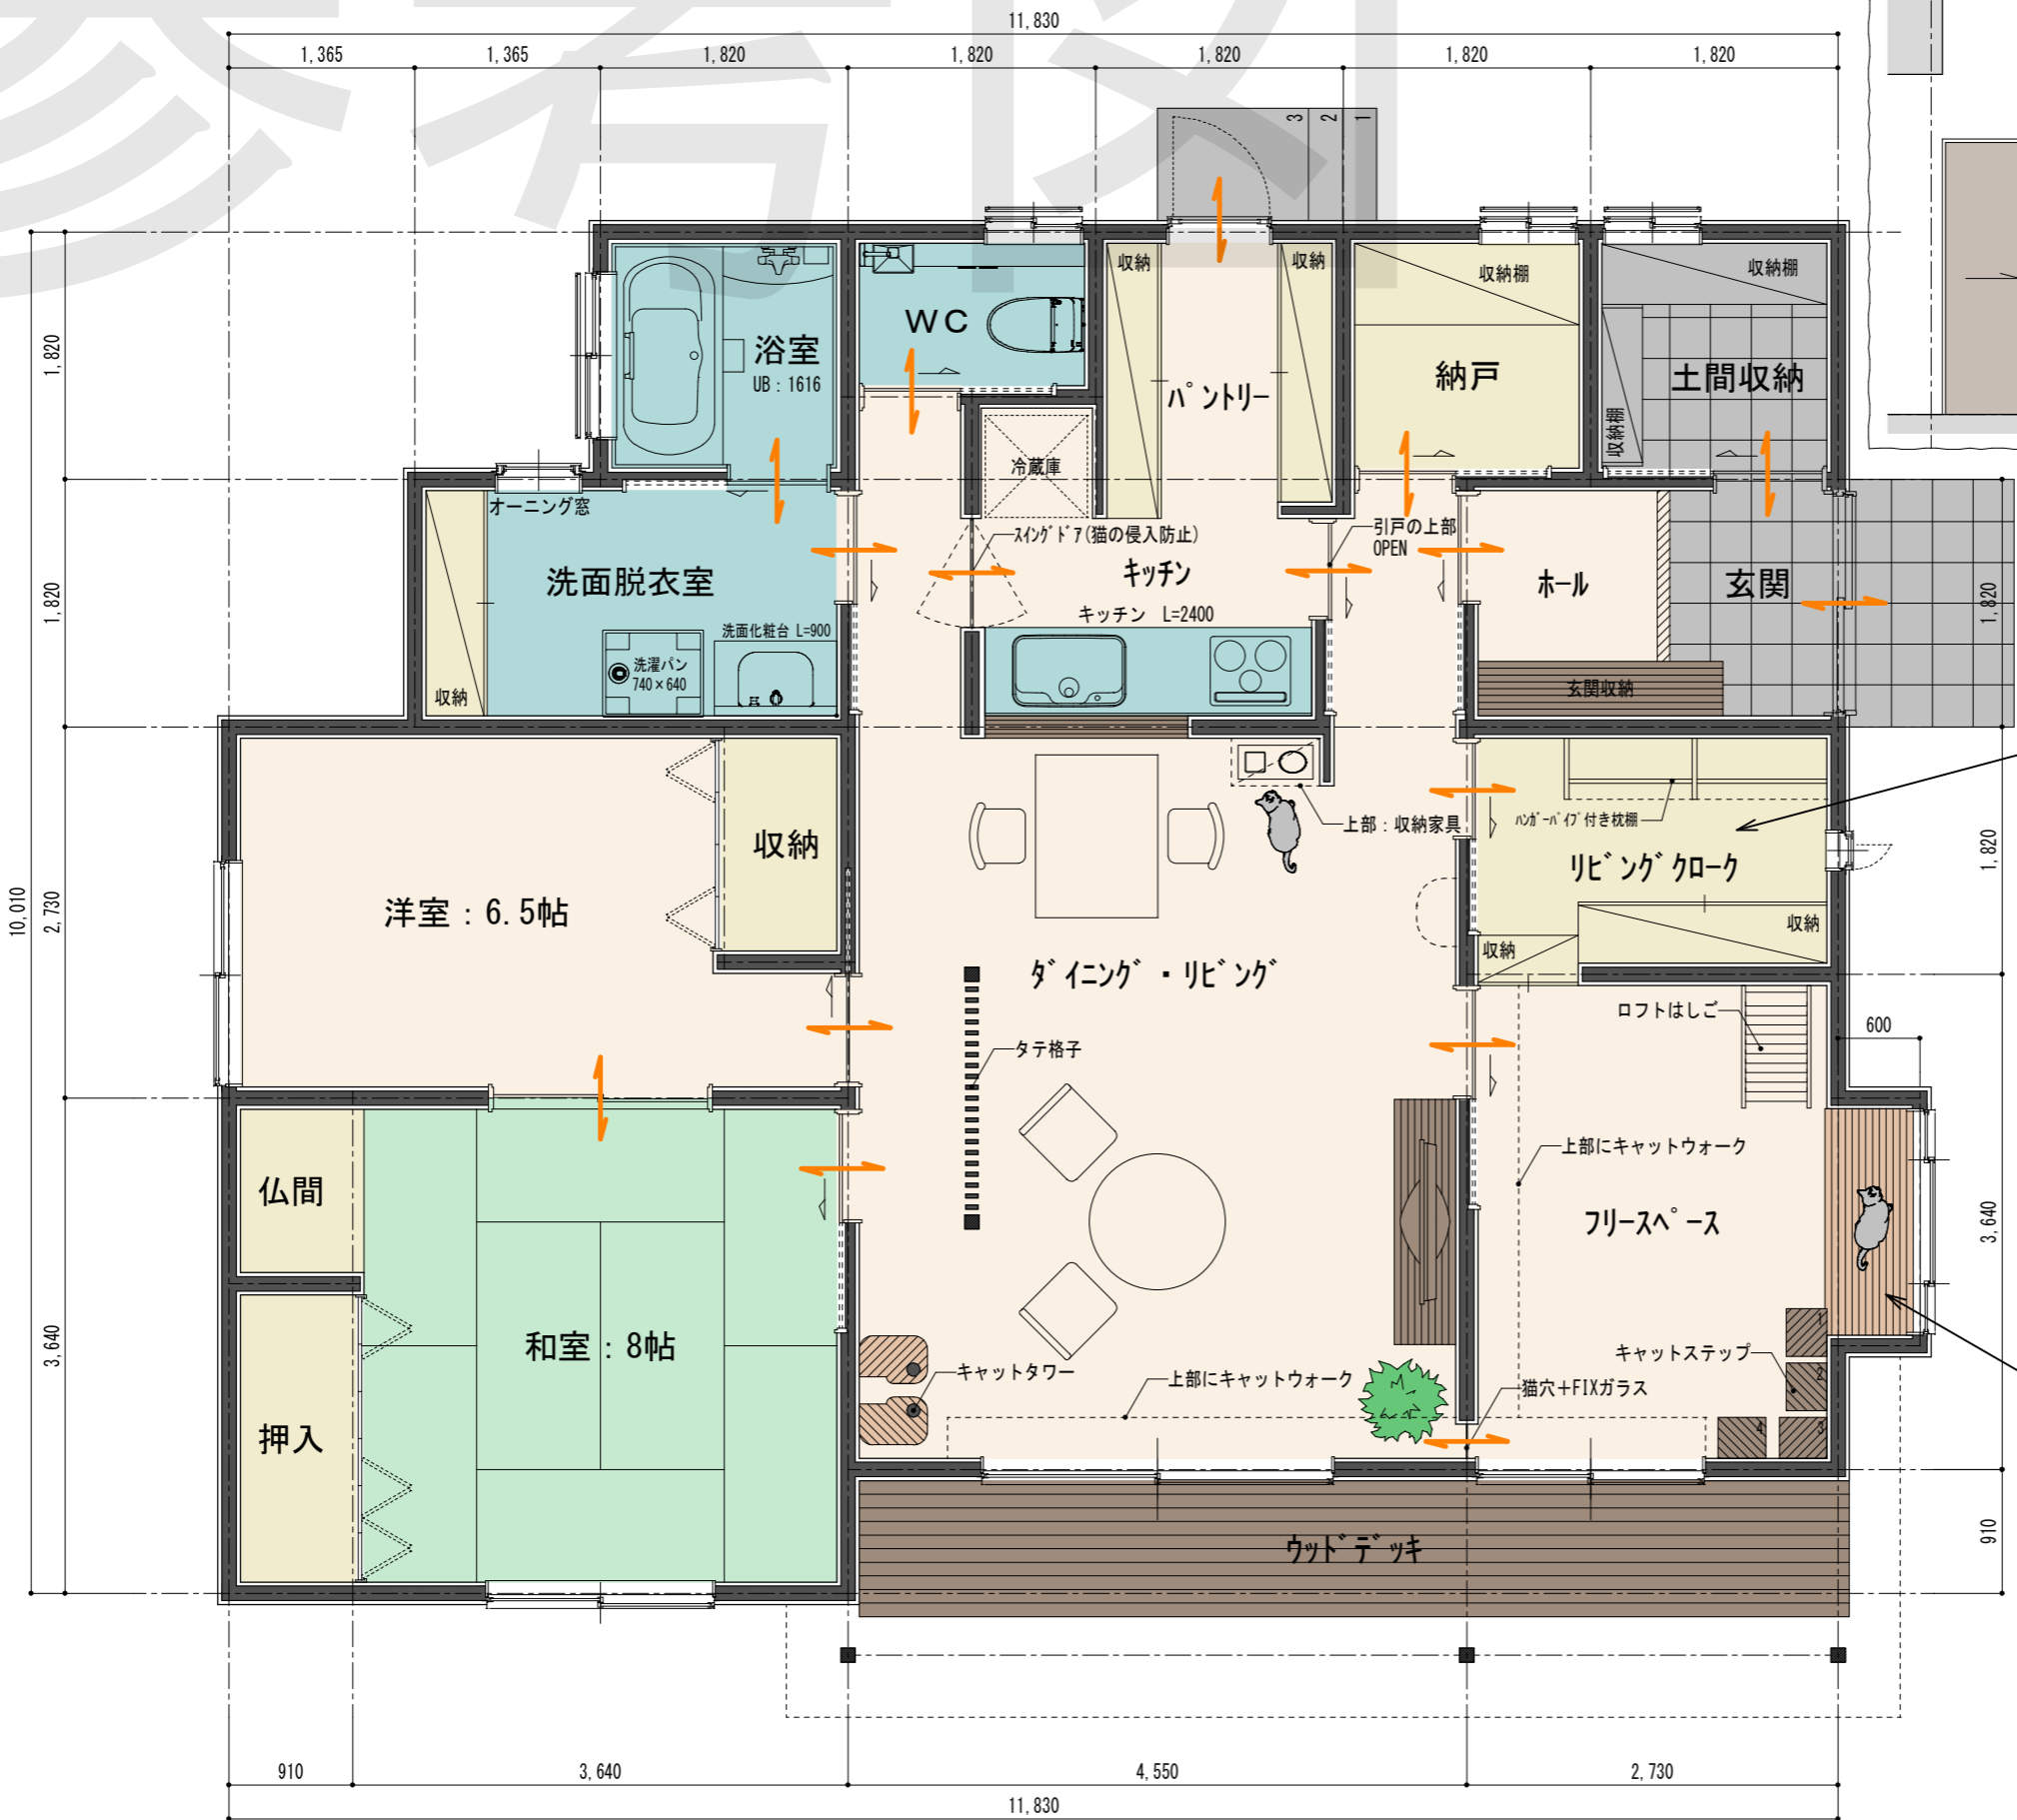 参考図
11,830
1,365
1,365
1,820
1,820
1,820
1,820
1,820
3
2
1
収納
収納
収納棚
収納棚
WC
浴室
UB:1616
パントリー
納戸
土間収納
収納棚
1,820
冷蔵庫
オーニング窓
スイングドア(猫の侵入防止)
引戸の上部
OPEN
洗面脱衣室
キッチン
ホール
玄関
キッチン L=2400
洗面化粧台 L=900
洗濯パン
740×640
収納
玄関収納
1,820
1,820
収納
上部:収納家具
ハンガーパイプ付き枕棚
リビングクローク
1,820
洋室:6.5帖
収納
収納
ダイニング・リビング
10,010
2,730
ロフトはしご
600
タテ格子
上部にキャットウォーク
仏間
フリースペース
3,640
和室:8帖
キャットステップ
1
2
3
4
キャットタワー
上部にキャットウォーク
猫穴+FIXガラス
押入
3,640
ウッドデッキ
910
910
3,640
4,550
2,730
11,830